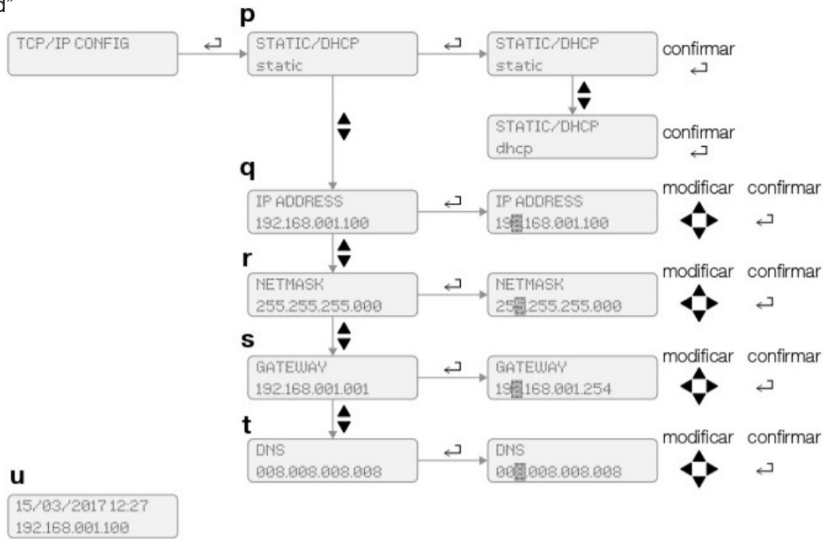 d"
p
TCP/IP CONFIG
STATIC/DHCP
static
STATIC/DHCP
static
confirmar
STATIC/DHCP
dhcp
confirmar
q
IP ADDRESS
192.168.001.100
IP ADDRESS
19 .168.001.100
modificar confirmar
r
NETMASK
255.255.255.000
NETMASK
25 .255.255.000
modificar confirmar
s
GATEWAY
192.168.001.001
GATEWAY
19 .168.001.254
modificar confirmar
t
DNS
008.008.008.008
DNS
00 .008.008.008
modificar confirmar
u
15/03/2017 12:27
192.168.001.100